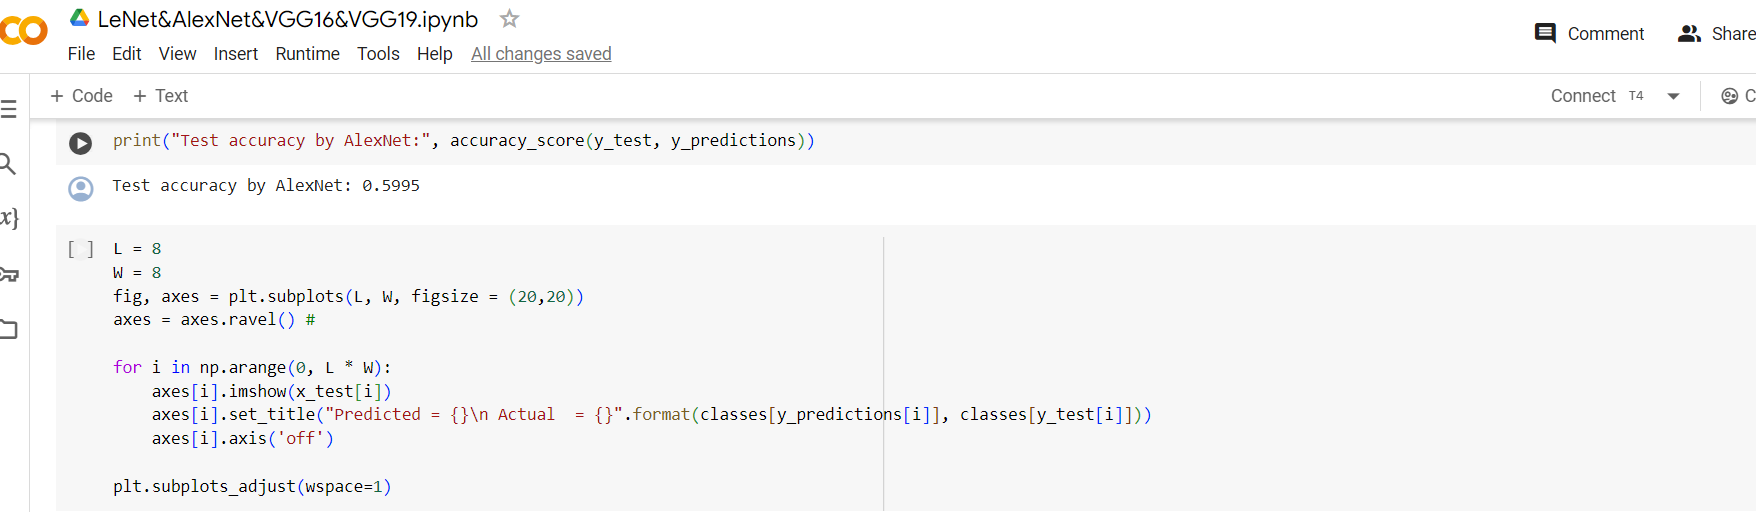 LeNet&AlexNet&VGG16&VGG19.ipynb
File Edit View Insert Runtime Tools Help All changes saved
Comment Share
+ Code + Text
Connect T4
print("Test accuracy by AlexNet:", accuracy_score(y_test, y_predictions))
Test accuracy by AlexNet: 0.5995
[ ] L = 8
W = 8
fig, axes = plt.subplots(L, W, figsize = (20,20))
axes = axes.ravel() #
for i in np.arange(0, L * W):
    axes[i].imshow(x_test[i])
    axes[i].set_title("Predicted = {}\n Actual  = {}".format(classes[y_predictions[i]], classes[y_test[i]]))
    axes[i].axis('off')
plt.subplots_adjust(wspace=1)